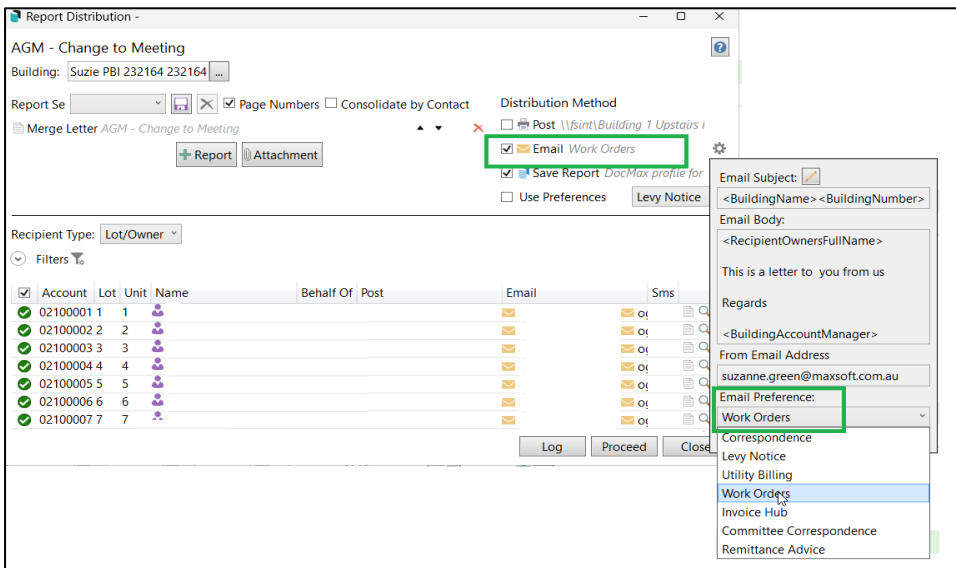 Report Distribution -
AGM - Change to Meeting
Building: Suzie PBI 232164 232164 ...
Report Se Page Numbers Consolidate by Contact
Merge Letter AGM - Change to Meeting
Report Attachment
Distribution Method
Post \\fsint\Building 1 Upstairs
Email Work Orders
Save Report DocMax profile for
Use Preferences Levy Notice
Recipient Type: Lot/Owner
Filters
Account Lot Unit Name Behalf Of Post Email Sms
02100001 1 1
02100002 2 2
02100003 3 3
02100004 4 4
02100005 5 5
02100006 6 6
02100007 7 7
Log Proceed Close
Email Subject:
<BuildingName><BuildingNumber>
Email Body:
<RecipientOwnersFullName>
This is a letter to you from us
Regards
<BuildingAccountManager>
From Email Address
suzanne.green@maxsoft.com.au
Email Preference:
Work Orders
Correspondence
Levy Notice
Utility Billing
Work Orders
Invoice Hub
Committee Correspondence
Remittance Advice